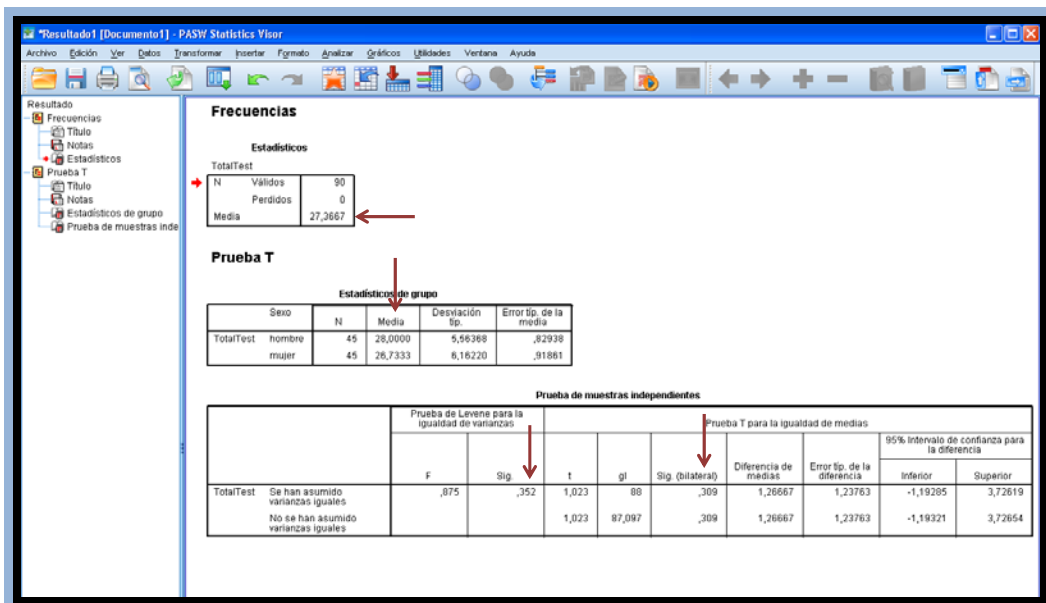 *Resultado1 [Documento1] - PASW Statistics Visor
Archivo Edición Ver Datos Transformar Insertar Formato Analizar Gráficos Utilidades Ventana Ayuda
Resultado
Frecuencias
Título
Notas
Estadísticos
Prueba T
Título
Notas
Estadísticos de grupo
Prueba de muestras inde
Frecuencias
Estadísticos
TotalTest
N Válidos 90
Perdidos 0
Media 27,3667
Prueba T
Estadísticos de grupo
Sexo N Media Desviación típ. Error típ. de la media
TotalTest hombre 45 28,0000 5,56368 ,82938
mujer 45 26,7333 6,16220 ,91861
Prueba de muestras independientes
Prueba de Levene para la igualdad de varianzas Prueba T para la igualdad de medias
95% Intervalo de confianza para la diferencia
F Sig. t gl Sig. (bilateral) Diferencia de medias Error típ. de la diferencia Inferior Superior
TotalTest Se han asumido varianzas iguales ,875 ,352 1,023 88 ,309 1,26667 1,23763 -1,19285 3,72619
No se han asumido varianzas iguales 1,023 87,097 ,309 1,26667 1,23763 -1,19321 3,72654